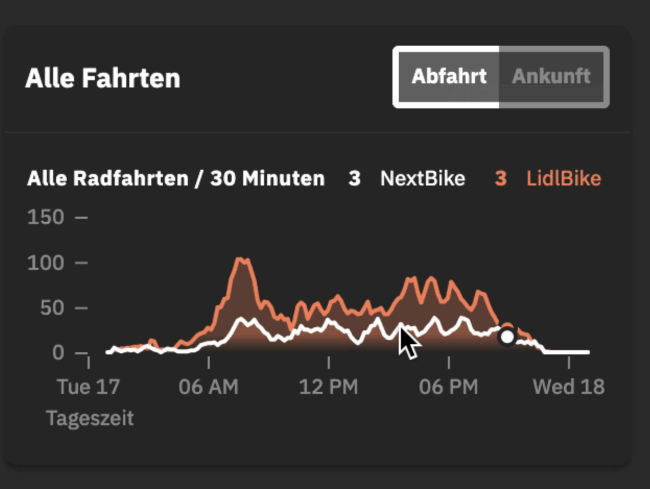 Alle Fahrten
Abfahrt Ankunft
Alle Radfahrten / 30 Minuten 3 NextBike 3 LidlBike
150
100
50
0
Tue 17 06 AM 12 PM 06 PM Wed 18
Tageszeit